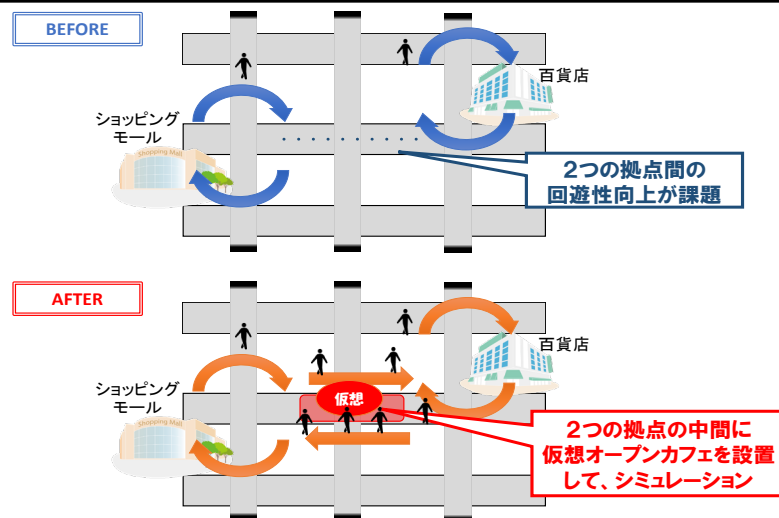 BEFORE
百貨店
ショッピング
モール
Shopping Mall
2つの拠点間の
回遊性向上が課題
AFTER
百貨店
ショッピング
モール
Shopping Mall
仮想
2つの拠点の中間に
仮想オープンカフェを設置
して、シミュレーション